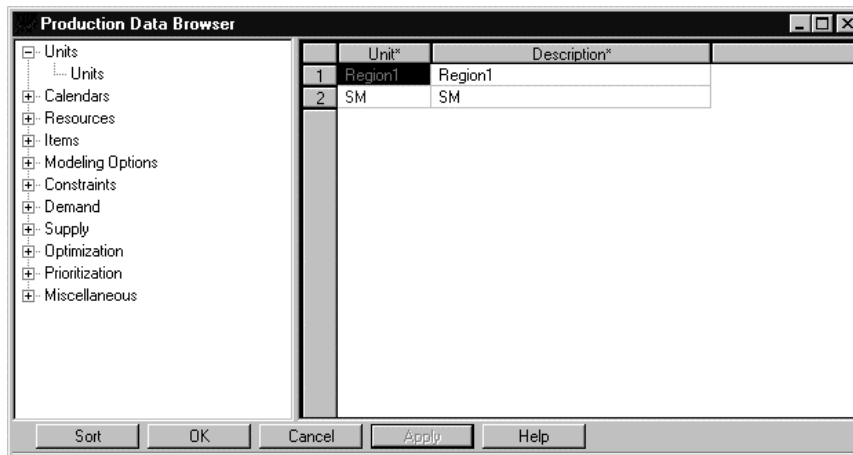 Production Data Browser
Units
Units
Calendars
Resources
Items
Modeling Options
Constraints
Demand
Supply
Optimization
Prioritization
Miscellaneous
Unit* Description*
1 Region1 Region1
2 SM SM
Sort OK Cancel Apply Help